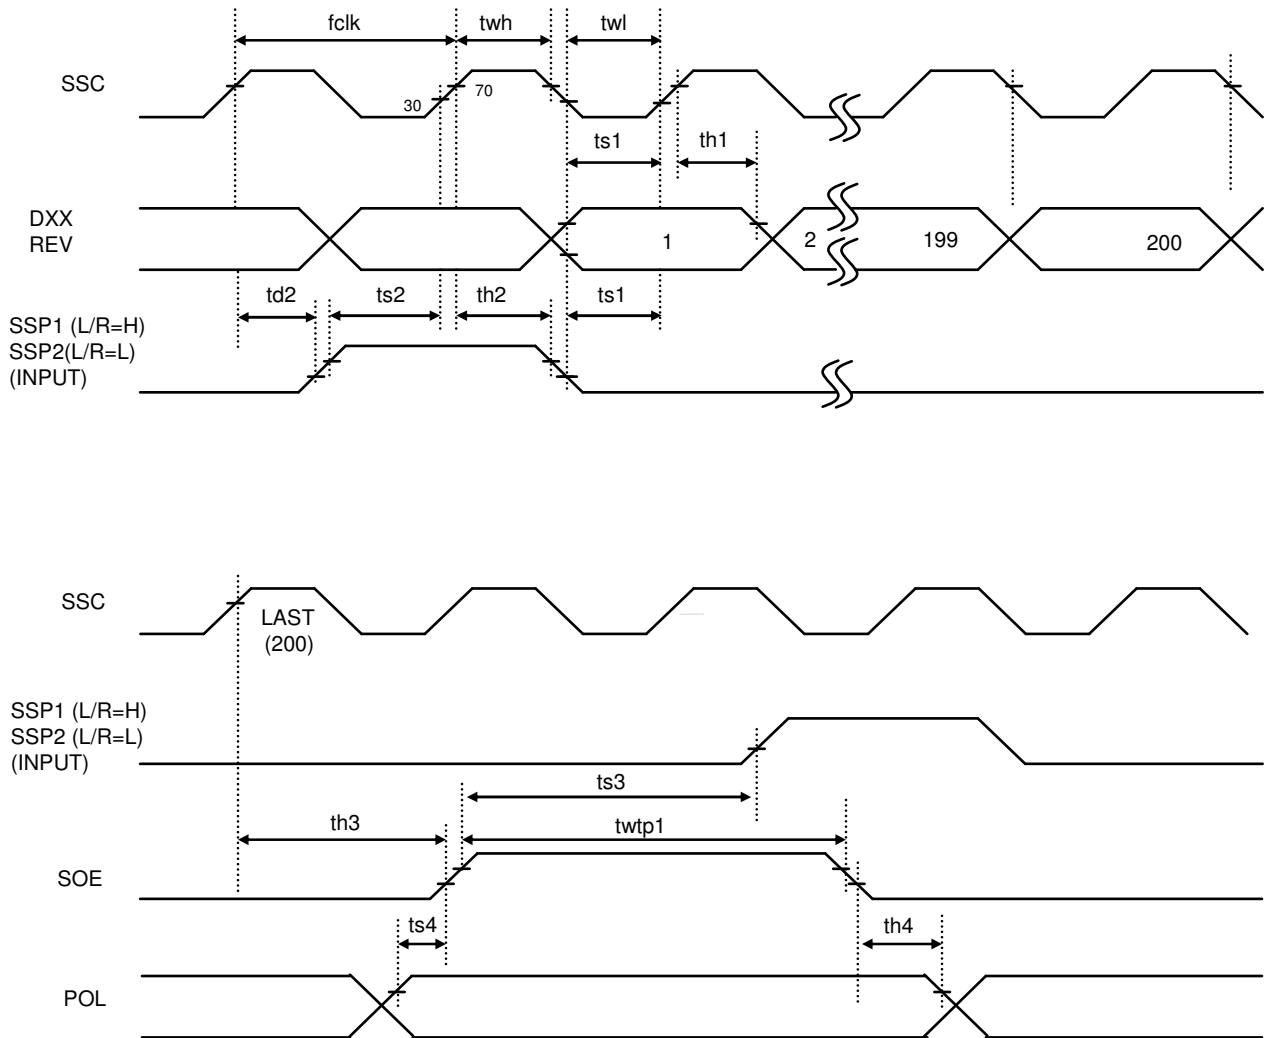 fclk twh twl
SSC
30 70
ts1 th1
DXX
REV
1 2 199 200
td2 ts2 th2 ts1
SSP1 (L/R=H)
SSP2(L/R=L)
(INPUT)
SSC
LAST
(200)
SSP1 (L/R=H)
SSP2 (L/R=L)
(INPUT)
ts3
th3 twtp1
SOE
ts4 th4
POL